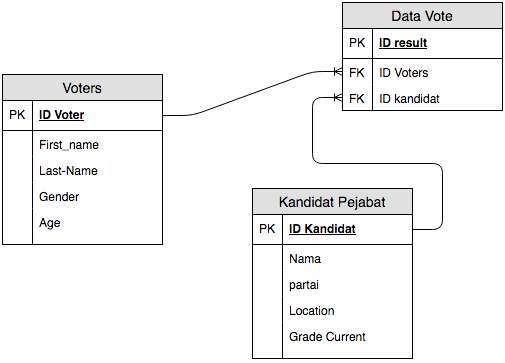 Data Vote
PK ID result
FK ID Voters
FK ID kandidat
Voters
PK ID Voter
First_name
Last-Name
Gender
Age
Kandidat Pejabat
PK ID Kandidat
Nama
partai
Location
Grade Current